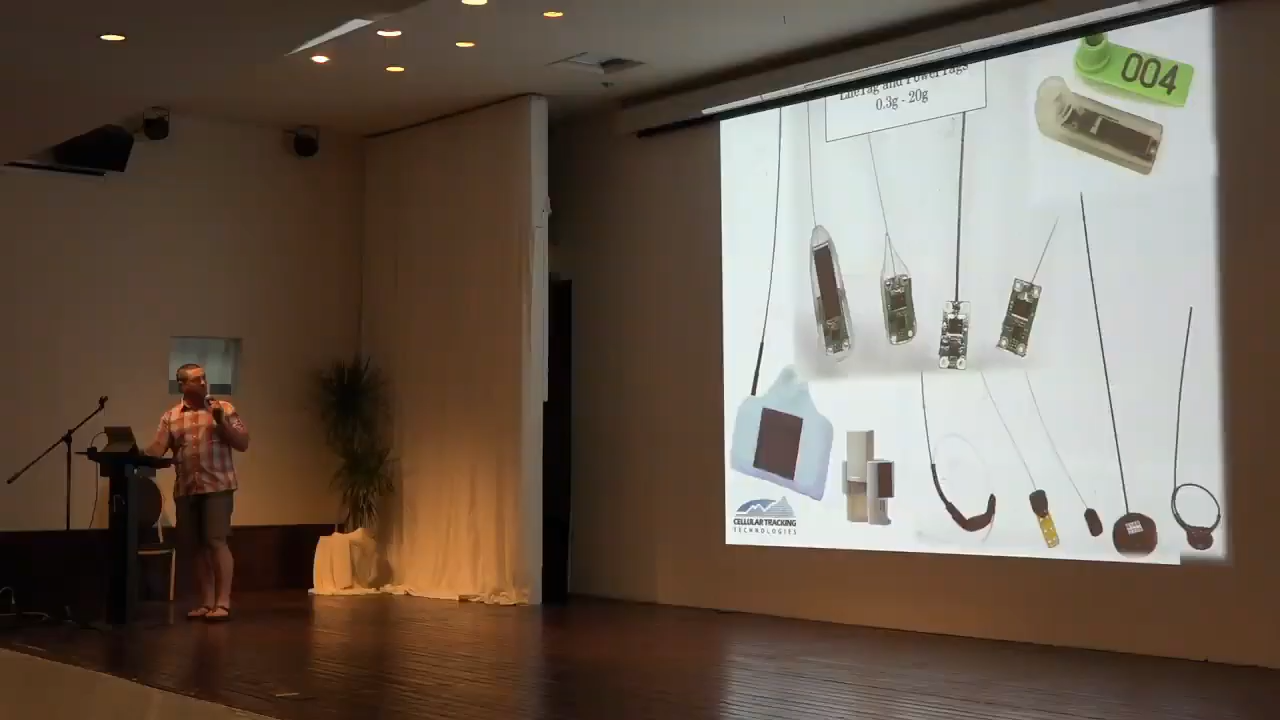 LifeTag and PowerTags
0.3g - 20g
004
CELLULAR TRACKING
TECHNOLOGIES